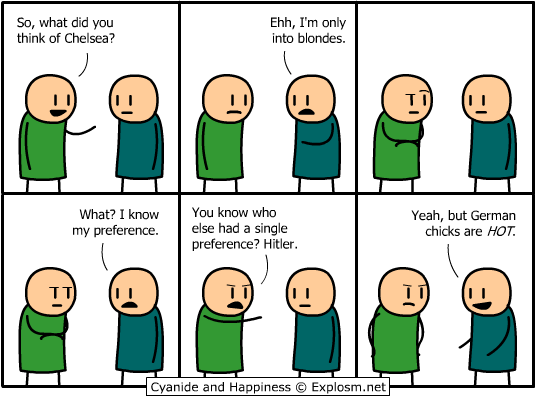 So, what did you
think of Chelsea?
Ehh, I'm only
into blondes.
What? I know
my preference.
You know who
else had a single
preference? Hitler.
Yeah, but German
chicks are HOT.
Cyanide and Happiness © Explosm.net